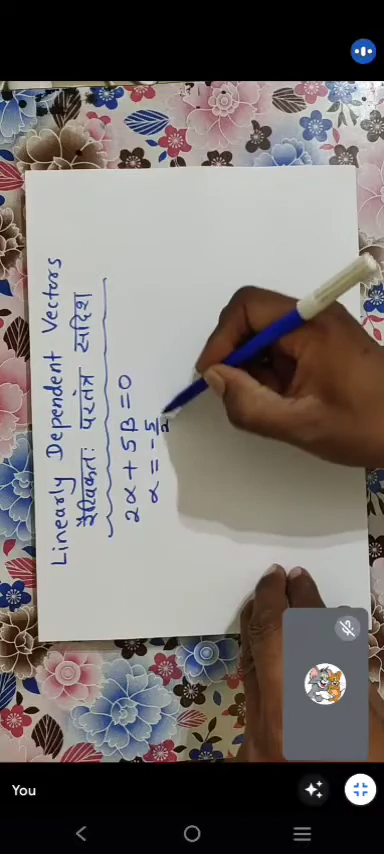 Linearly Dependent Vectors
रैखिकतः परतंत्र सदिश
2α + 5β = 0
α = -5/2
You